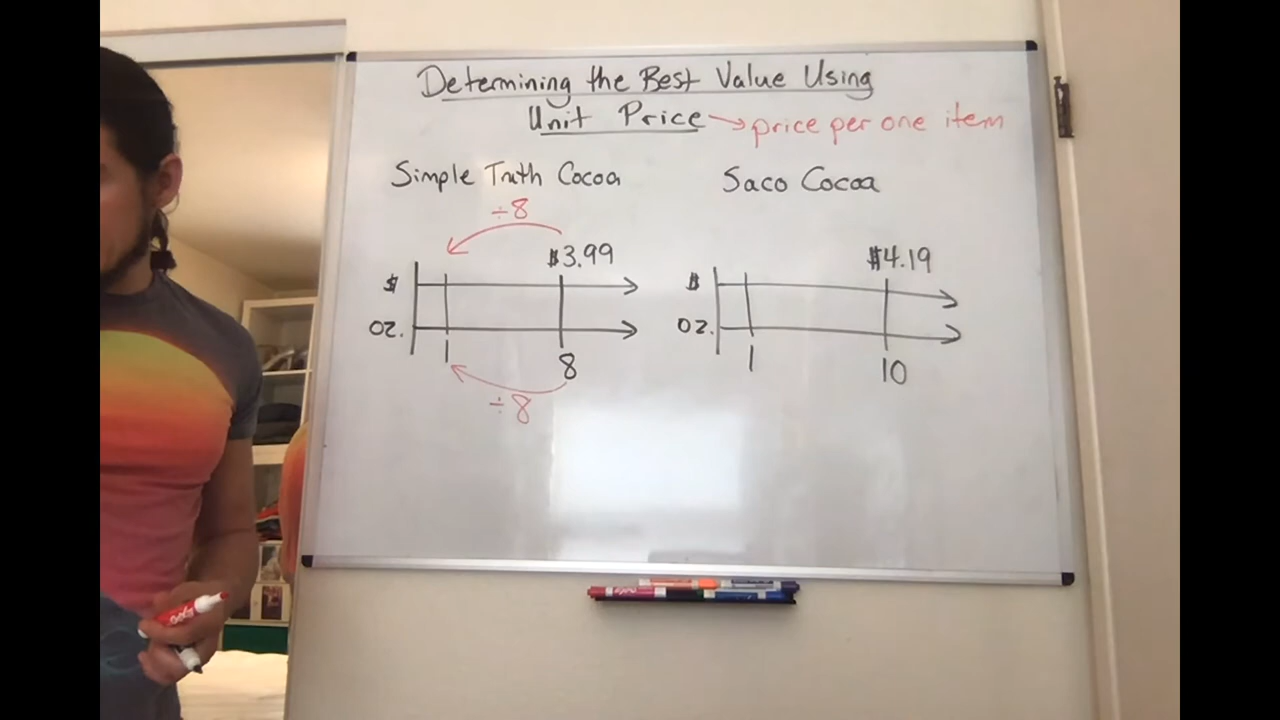 Determining the Best Value Using
Unit Price → price per one item
Simple Truth Cocoa
Saco Cocoa
÷8
$3.99
$4.19
$
$
oz.
oz.
1
8
1
10
÷8
EXPO